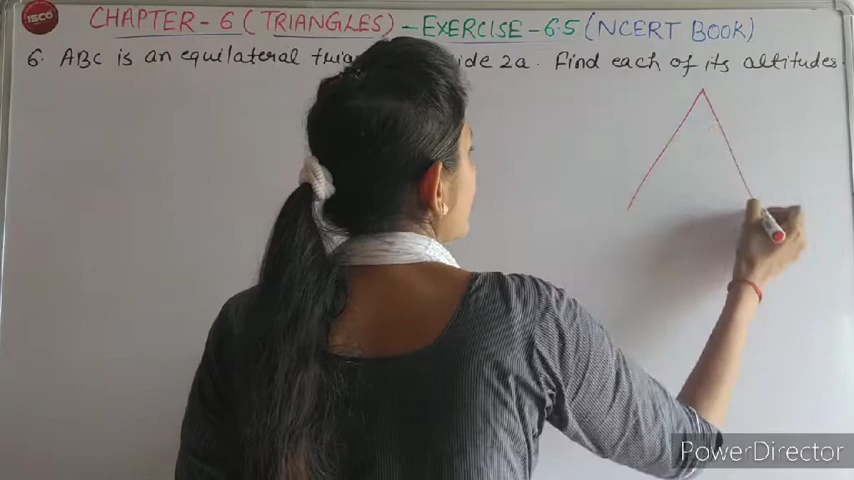 ISCO
CHAPTER-6 (TRIANGLES) - EXERCISE-6.5 (NCERT BOOK)
6. ABC is an equilateral 2a. Find each of its altitudes.
PowerDirector